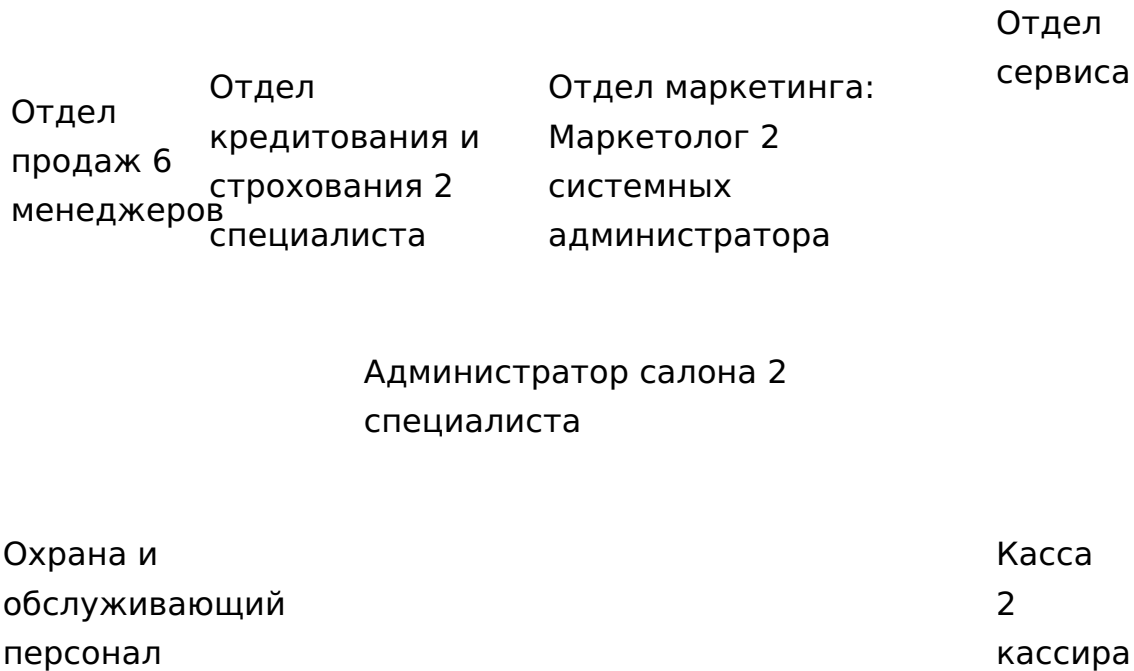 Отдел
продаж 6
менеджеров
Отдел
кредитования и
строхования 2
специалиста
Отдел маркетинга:
Маркетолог 2
системных
администратора
Отдел
сервиса
Администратор салона 2
специалиста
Охрана и
обслуживающий
персонал
Касса
2
кассира